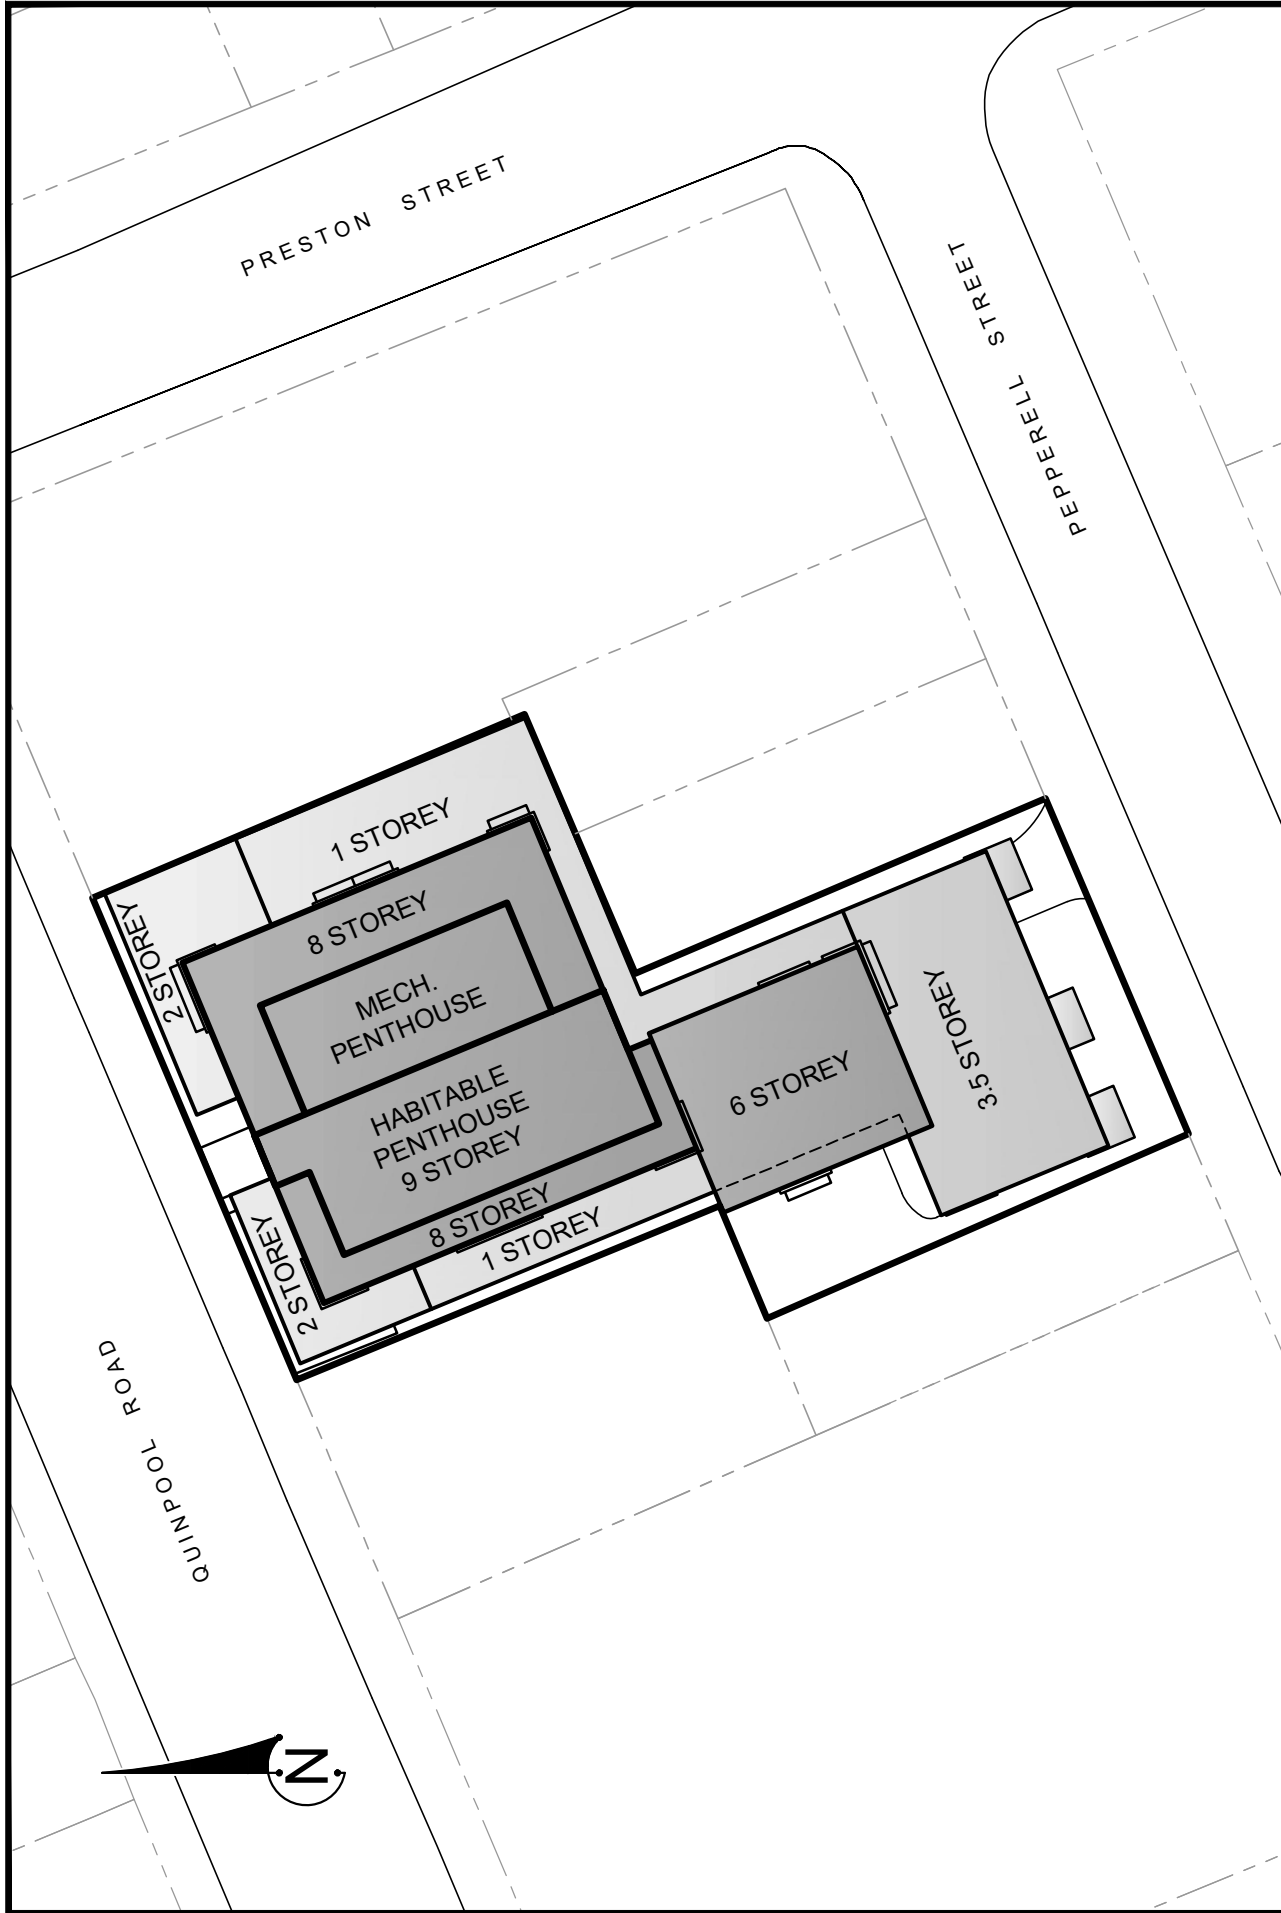 PRESTON STREET
PEPPERELL STREET
1 STOREY
2 STOREY
8 STOREY
MECH.
PENTHOUSE
HABITABLE
PENTHOUSE
9 STOREY
6 STOREY
3.5 STOREY
8 STOREY
1 STOREY
2 STOREY
QUINPOOL ROAD
N